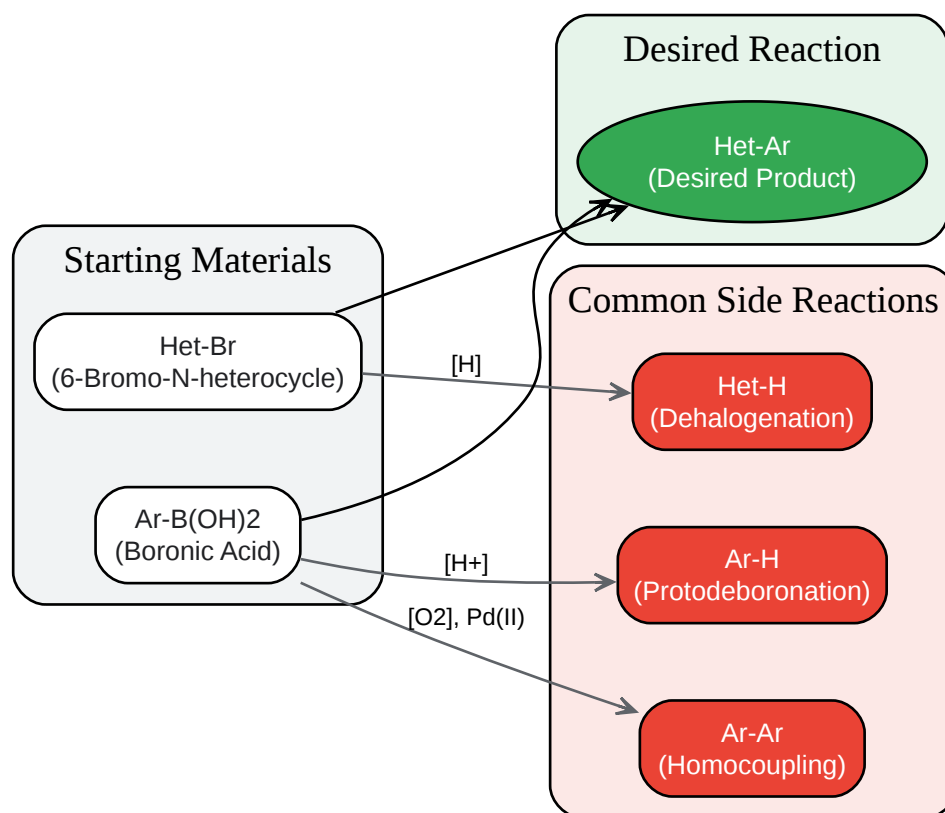 Desired Reaction
Het-Ar
(Desired Product)
Starting Materials
Het-Br
(6-Bromo-N-heterocycle)
Ar-B(OH)2
(Boronic Acid)
[H]
[H+]
[O2], Pd(II)
Common Side Reactions
Het-H
(Dehalogenation)
Ar-H
(Protodeboronation)
Ar-Ar
(Homocoupling)